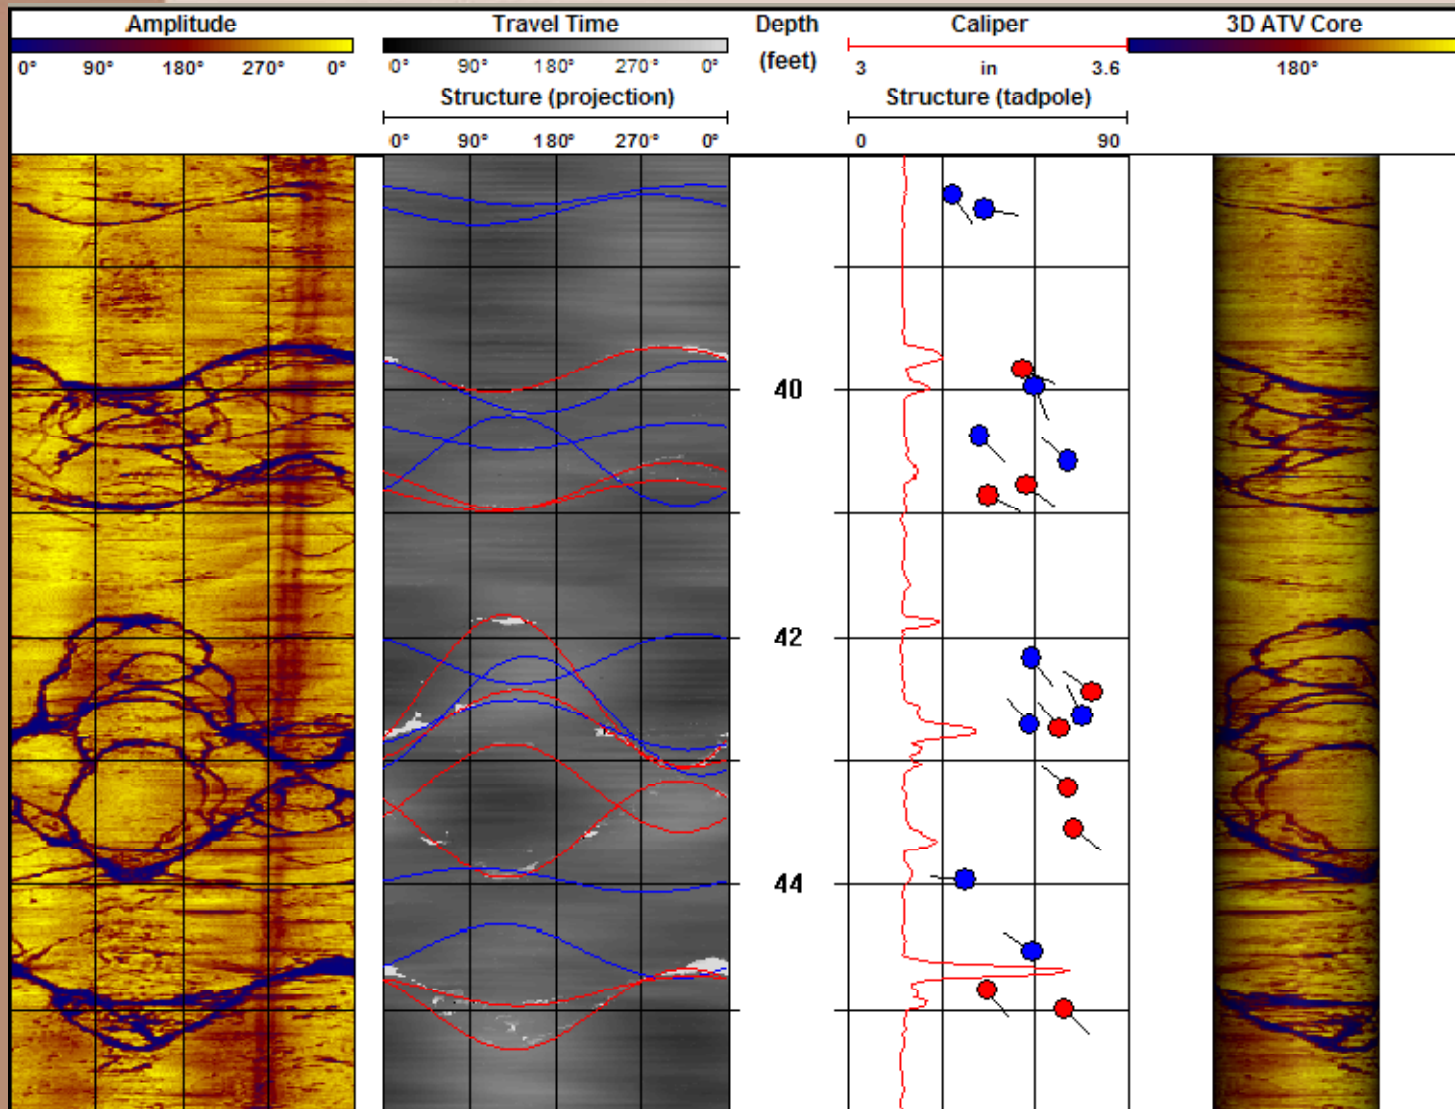 Amplitude Travel Time Depth Caliper 3D ATV Core
0° 90° 180° 270° 0° 0° 90° 180° 270° 0° (feet) 3 in 3.6 180°
Structure (projection) Structure (tadpole)
0° 90° 180° 270° 0° 0 90
40
42
44